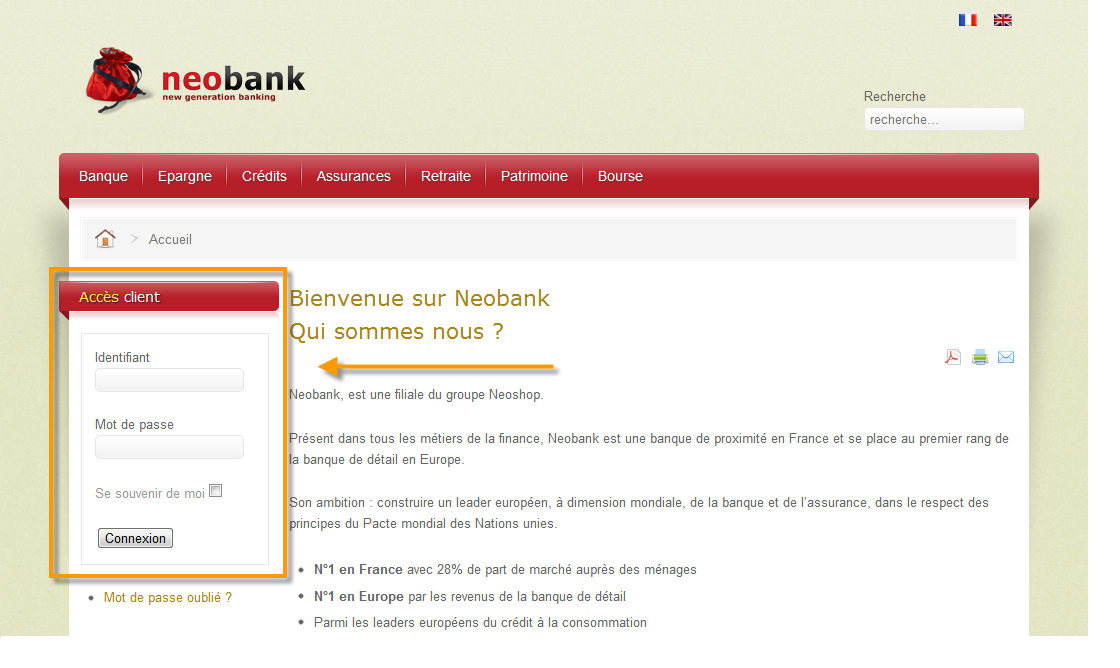 neobank
new generation banking
Recherche
recherche...
Banque
Epargne
Crédits
Assurances
Retraite
Patrimoine
Bourse
Accueil
Accès client
Identifiant
Mot de passe
Se souvenir de moi
Connexion
Mot de passe oublié ?
Bienvenue sur Neobank
Qui sommes nous ?
Neobank, est une filiale du groupe Neoshop.
Présent dans tous les métiers de la finance, Neobank est une banque de proximité en France et se place au premier rang de
la banque de détail en Europe.
Son ambition : construire un leader européen, à dimension mondiale, de la banque et de l'assurance, dans le respect des
principes du Pacte mondial des Nations unies.
N°1 en France avec 28% de part de marché auprès des ménages
N°1 en Europe par les revenus de la banque de détail
Parmi les leaders européens du crédit à la consommation